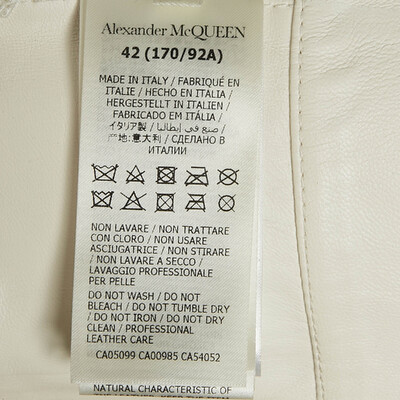 Alexander McQUEEN
42 (170/92A)
MADE IN ITALY / FABRIQUÉ EN
ITALIE / HECHO EN ITALIA /
HERGESTELLT IN ITALIEN /
FABRICADO EM ITÁLIA /
イタリア製 / صنع في إيطاليا /
产地:意大利 / СДЕЛАНО В
ИТАЛИИ
NON LAVARE / NON TRATTARE
CON CLORO / NON USARE
ASCIUGATRICE / NON STIRARE
/ NON LAVARE A SECCO /
LAVAGGIO PROFESSIONALE
PER PELLE
DO NOT WASH / DO NOT
BLEACH / DO NOT TUMBLE DRY
/ DO NOT IRON / DO NOT DRY
CLEAN / PROFESSIONAL
LEATHER CARE
CA05099 CA00985 CA54052
NATURAL CHARACTERISTIC OF